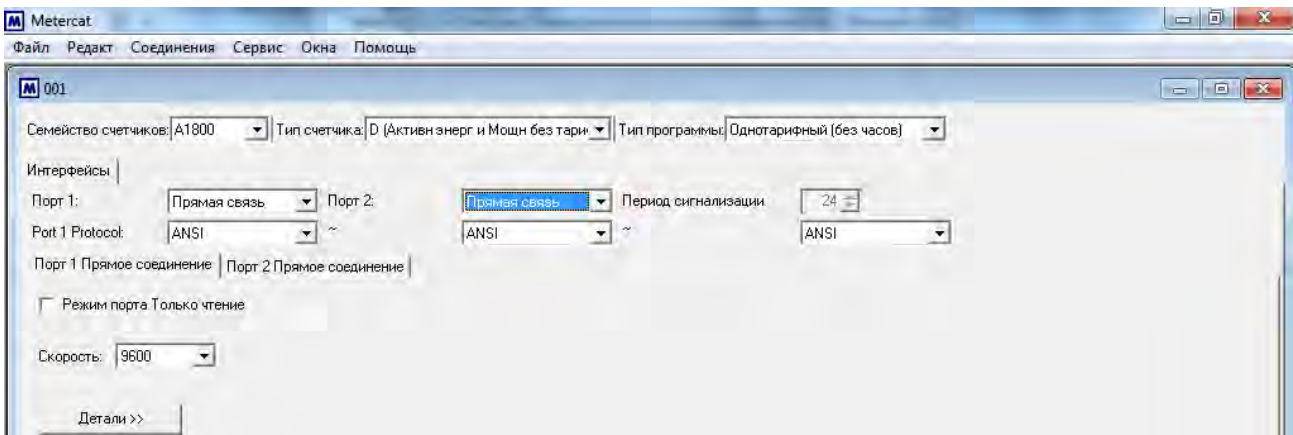 Metercat
Файл Редакт Соединения Сервис Окна Помощь
001
Семейство счетчиков: A1800 Тип счетчика: D (Активн энерг и Мощн без тари Тип программы: Однотарифный (без часов)
Интерфейсы
Порт 1: Прямая связь Порт 2: Прямая связь Период сигнализации 24
Port 1 Protocol: ANSI ~ ANSI ~ ANSI
Порт 1 Прямое соединение Порт 2 Прямое соединение
Режим порта Только чтение
Скорость: 9600
Детали >>